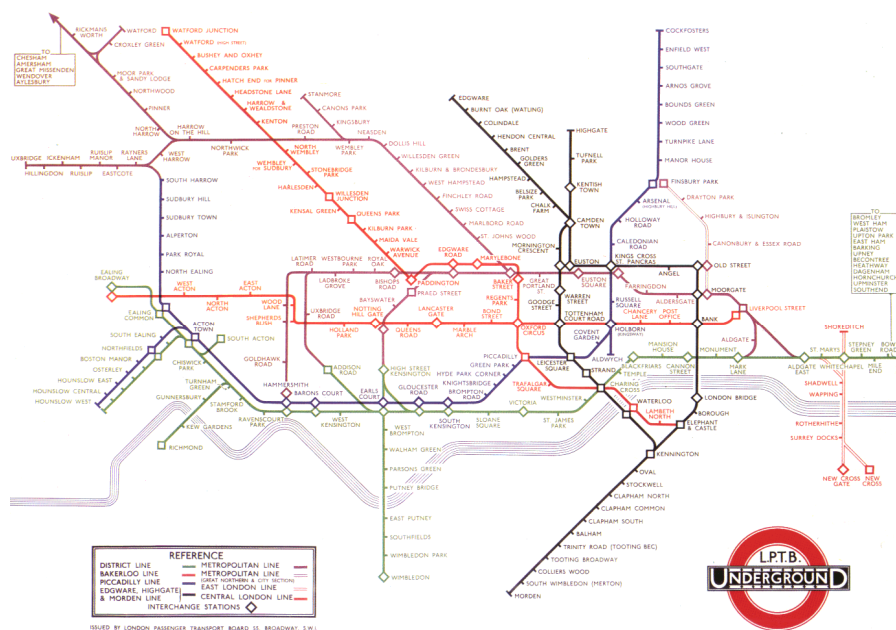 RICKMANS
WORTH
WATFORD
CROXLEY GREEN
WATFORD JUNCTION
WATFORD (HIGH STREET)
BUSHEY AND OXHEY
CARPENDERS PARK
HATCH END FOR PINNER
HEADSTONE LANE
HARROW &
WEALDSTONE
KENTON
TO
CHESHAM
AMERSHAM
GREAT MISSENDEN
WENDOVER
AYLESBURY
MOOR PARK
& SANDY LODGE
NORTHWOOD
PINNER
NORTH
HARROW
HARROW
ON THE HILL
STANMORE
CANONS PARK
KINGSBURY
PRESTON
ROAD
NEASDEN
NORTHWICK
PARK
NORTH
WEMBLEY
WEMBLEY
PARK
DOLLIS HILL
WILLESDEN GREEN
KILBURN & BRONDESBURY
WEST HAMPSTEAD
FINCHLEY ROAD
SWISS COTTAGE
MARLBORO ROAD
ST. JOHNS WOOD
UXBRIDGE
ICKENHAM
RUISLIP
MANOR
RAYNERS
LANE
WEST
HARROW
HILLINGDON
RUISLIP
EASTCOTE
SOUTH HARROW
SUDBURY HILL
SUDBURY TOWN
ALPERTON
PARK ROYAL
NORTH EALING
WEMBLEY
FOR SUDBURY
STONEBRIDGE
PARK
HARLESDEN
WILLESDEN
JUNCTION
KENSAL GREEN
QUEENS PARK
KILBURN PARK
MAIDA VALE
WARWICK
AVENUE
EDGWARE
ROAD
MARYLEBONE
EDGWARE
BURNT OAK (WATLING)
COLINDALE
HENDON CENTRAL
BRENT
GOLDERS
GREEN
HAMPSTEAD
BELSIZE
PARK
CHALK
FARM
HIGHGATE
TUFNELL
PARK
KENTISH
TOWN
CAMDEN
TOWN
MORNINGTON
CRESCENT
EUSTON
COCKFOSTERS
ENFIELD WEST
SOUTHGATE
ARNOS GROVE
BOUNDS GREEN
WOOD GREEN
TURNPIKE LANE
MANOR HOUSE
FINSBURY PARK
ARSENAL
(HIGHBURY HILL)
DRAYTON PARK
HOLLOWAY
ROAD
HIGHBURY & ISLINGTON
CALEDONIAN
ROAD
CANONBURY & ESSEX ROAD
KINGS CROSS
ST. PANCRAS
OLD STREET
ANGEL
MOORGATE
TO
BROMLEY
WEST HAM
PLAISTOW
UPTON PARK
EAST HAM
BARKING
UPNEY
BECONTREE
HEATHWAY
DAGENHAM
HORNCHURCH
UPMINSTER
SOUTHEND
EALING
BROADWAY
WEST
ACTON
EAST
ACTON
NORTH
ACTON
WOOD
LANE
SHEPHERDS
BUSH
LATIMER
ROAD
WESTBOURNE
PARK
ROYAL
OAK
LADBROKE
GROVE
BISHOPS
ROAD
PADDINGTON
BAKER
STREET
GREAT
PORTLAND
ST
EUSTON
SQUARE
FARRINGDON
ALDERSGATE
LIVERPOOL STREET
BAYSWATER
PRAED STREET
REGENTS
PARK
WARREN
STREET
GOODGE
STREET
RUSSELL
SQUARE
UXBRIDGE
ROAD
NOTTING
HILL GATE
LANCASTER
GATE
BOND
STREET
TOTTENHAM
COURT ROAD
CHANCERY
LANE
POST
OFFICE
BANK
HOLLAND
PARK
QUEENS
ROAD
MARBLE
ARCH
OXFORD
CIRCUS
COVENT
GARDEN
HOLBORN
(KINGSWAY)
EALING
COMMON
ACTON
TOWN
SOUTH ACTON
SOUTH EALING
NORTHFIELDS
BOSTON MANOR
OSTERLEY
HOUNSLOW EAST
HOUNSLOW CENTRAL
HOUNSLOW WEST
CHISWICK
PARK
TURNHAM
GREEN
GUNNERSBURY
STAMFORD
BROOK
KEW GARDENS
RICHMOND
GOLDHAWK
ROAD
HAMMERSMITH
RAVENSCOURT
PARK
BARONS COURT
WEST
KENSINGTON
ADDISON
ROAD
EARLS
COURT
HIGH STREET
KENSINGTON
GLOUCESTER
ROAD
SOUTH
KENSINGTON
BROMPTON
ROAD
KNIGHTSBRIDGE
HYDE PARK CORNER
GREEN PARK
PICCADILLY
SLOANE
SQUARE
VICTORIA
ST. JAMES
PARK
WESTMINSTER
TRAFALGAR
SQUARE
LEICESTER
SQUARE
STRAND
CHARING
CROSS
TEMPLE
BLACKFRIARS
ALDWYCH
MANSION
HOUSE
CANNON
STREET
MONUMENT
MARK
LANE
ALDGATE
ALDGATE
EAST
ST. MARYS
WHITECHAPEL
SHOREDITCH
STEPNEY
GREEN
MILE
END
BOW
ROAD
SHADWELL
WAPPING
ROTHERHITHE
SURREY DOCKS
NEW CROSS
GATE
NEW
CROSS
WATERLOO
LAMBETH
NORTH
LONDON BRIDGE
BOROUGH
ELEPHANT
& CASTLE
KENNINGTON
OVAL
STOCKWELL
CLAPHAM NORTH
CLAPHAM COMMON
CLAPHAM SOUTH
BALHAM
TRINITY ROAD (TOOTING BEC)
TOOTING BROADWAY
COLLIERS WOOD
SOUTH WIMBLEDON (MERTON)
MORDEN
WEST
BROMPTON
WALHAM GREEN
PARSONS GREEN
PUTNEY BRIDGE
EAST PUTNEY
SOUTHFIELDS
WIMBLEDON PARK
WIMBLEDON
REFERENCE
DISTRICT LINE
BAKERLOO LINE
PICCADILLY LINE
EDGWARE, HIGHGATE
& MORDEN LINE
METROPOLITAN LINE
METROPOLITAN LINE
(GREAT NORTHERN & CITY SECTION)
EAST LONDON LINE
CENTRAL LONDON LINE
INTERCHANGE STATIONS
ISSUED BY LONDON PASSENGER TRANSPORT BOARD 55. BROADWAY. S.W.1
L.P.T.B.
UNDERGROUND